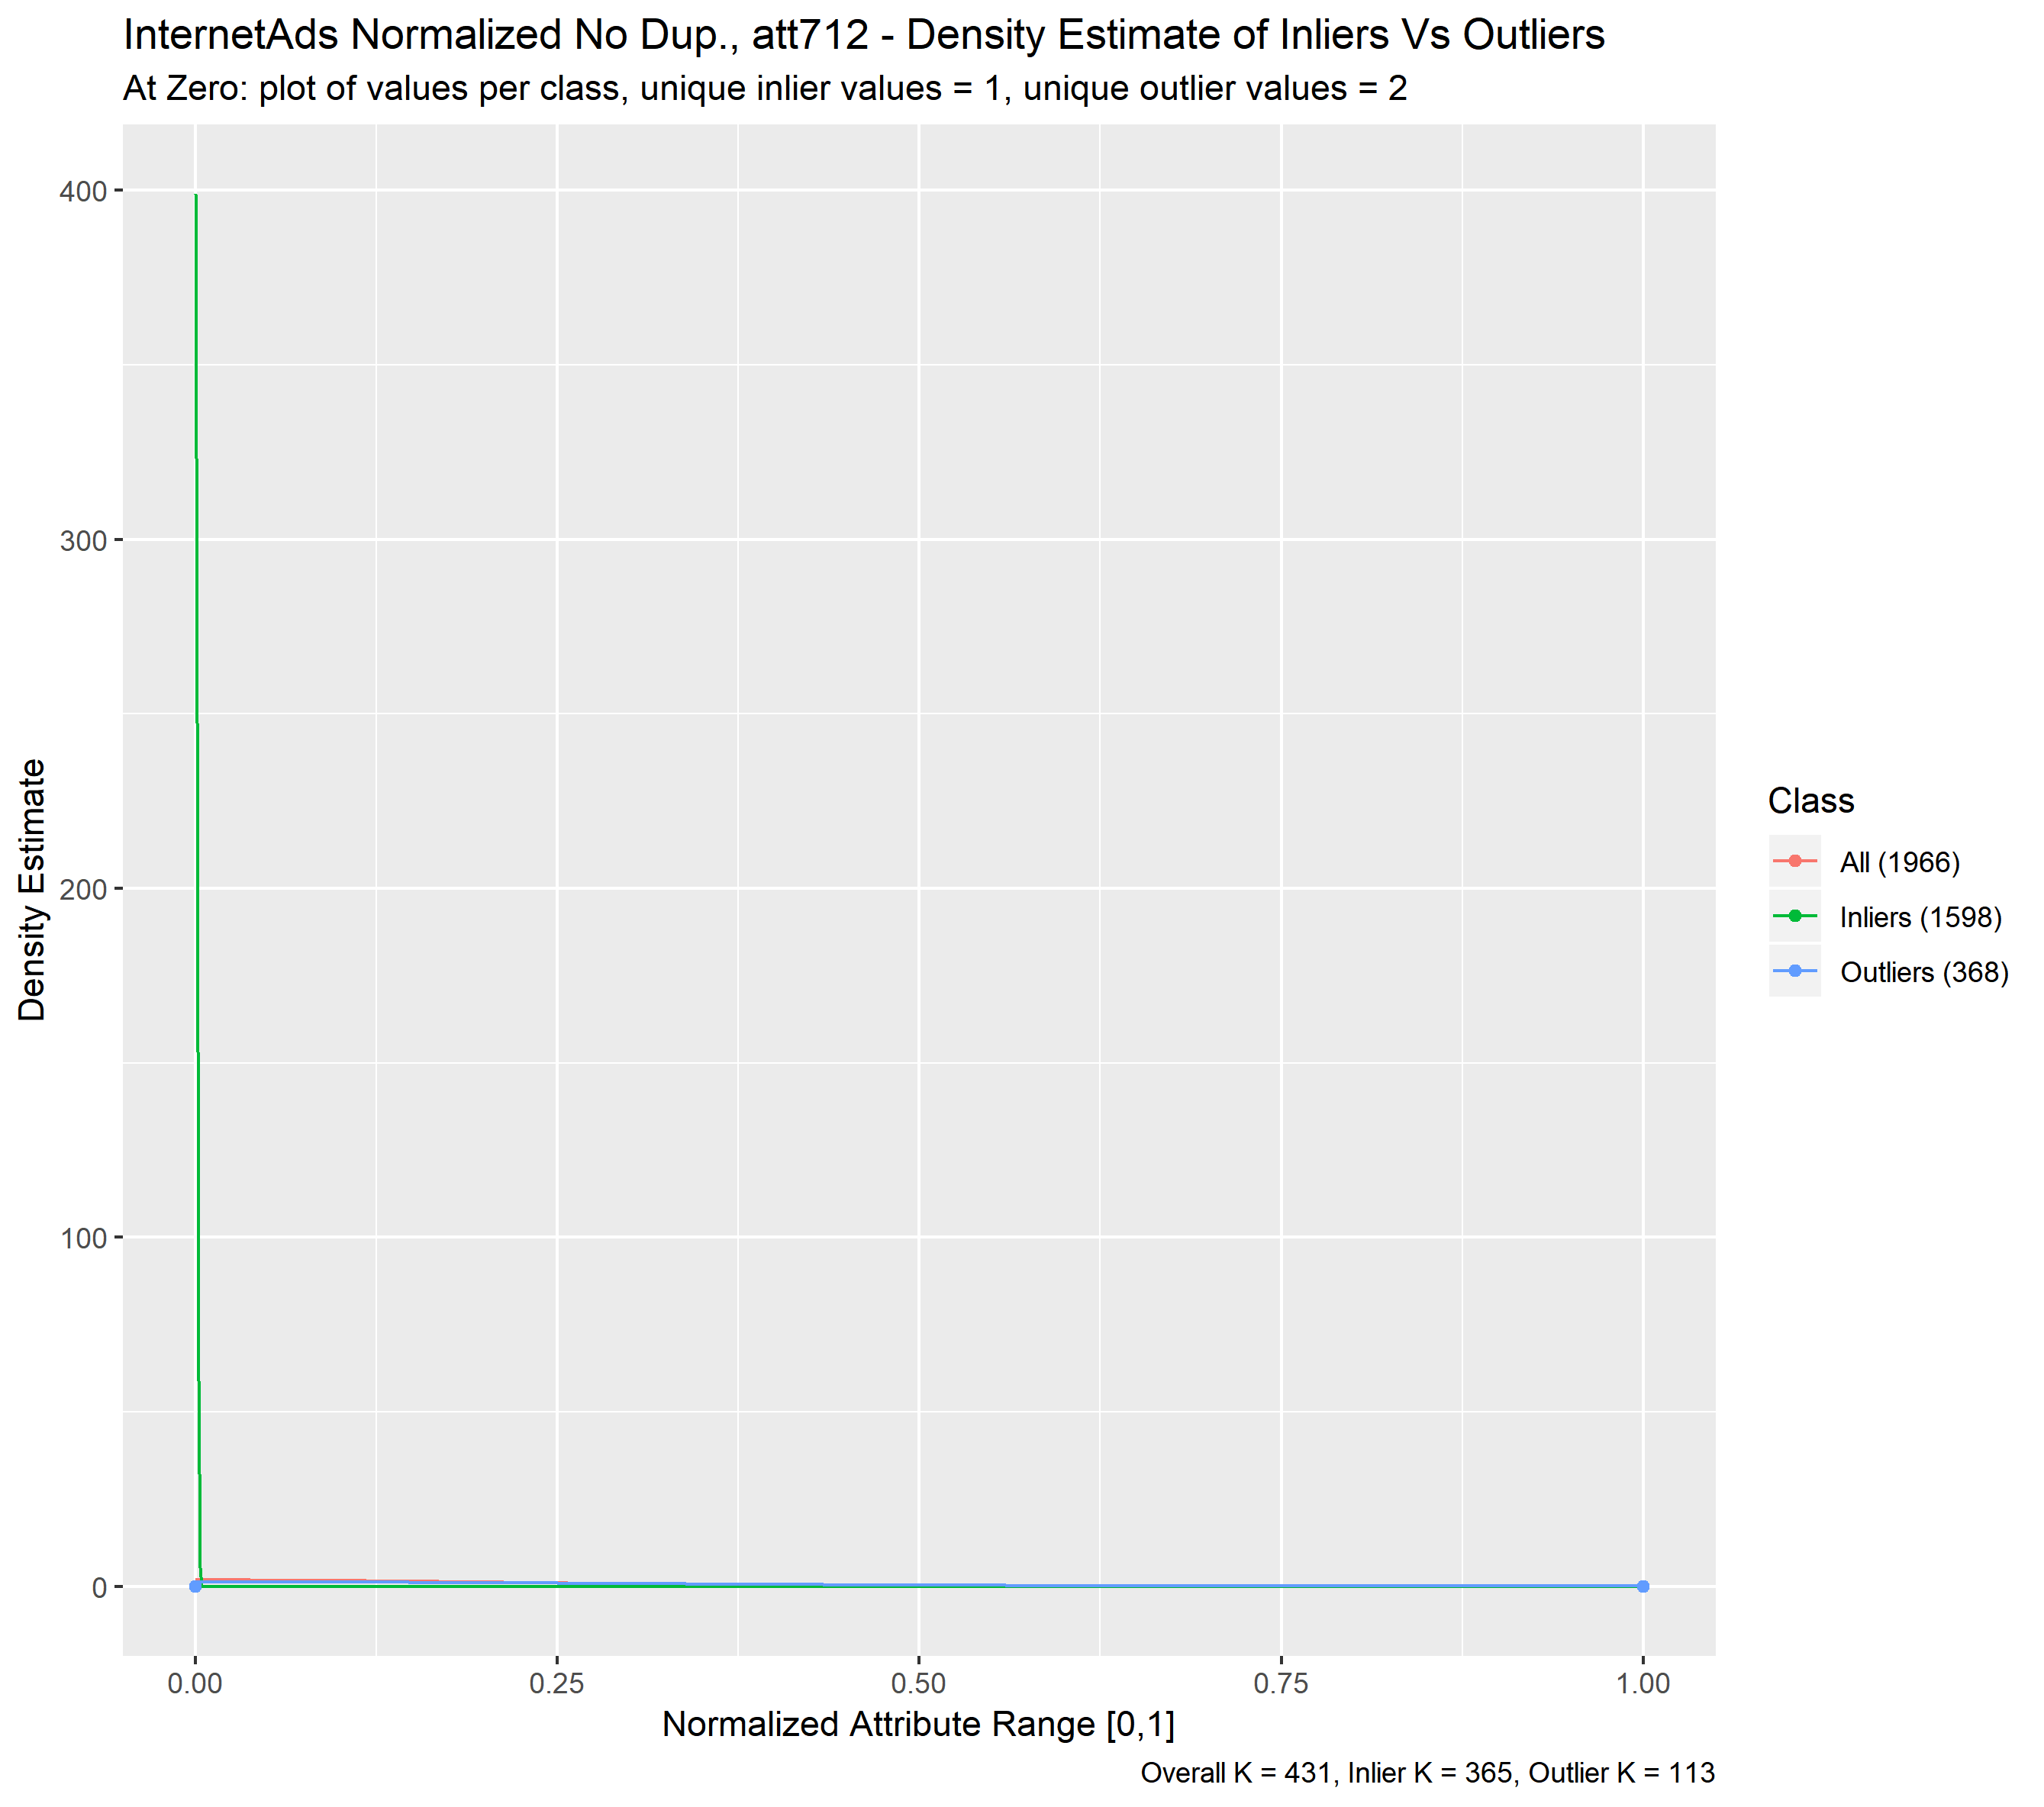 InternetAds Normalized No Dup., att712 - Density Estimate of Inliers Vs Outliers
At Zero: plot of values per class, unique inlier values = 1, unique outlier values = 2
Density Estimate
400
300
200
100
0
0.00 0.25 0.50 0.75 1.00
Normalized Attribute Range [0,1]
Class
All (1966)
Inliers (1598)
Outliers (368)
Overall K = 431, Inlier K = 365, Outlier K = 113